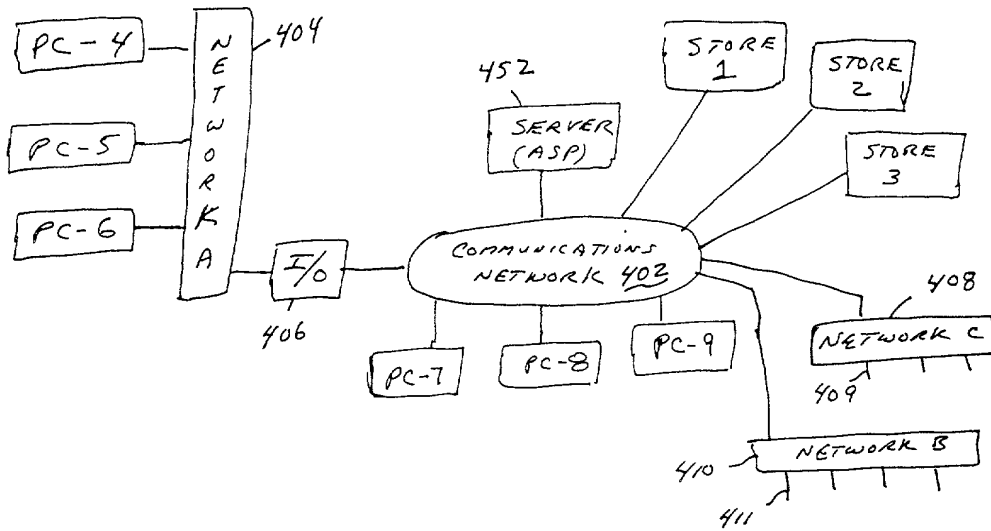 PC-4
PC-5
PC-6
NETWORK A
404
I/O
406
452
SERVER
(ASP)
STORE
1
STORE
2
STORE
3
COMMUNICATIONS
NETWORK 402
PC-7
PC-8
PC-9
408
NETWORK C
409
NETWORK B
410
411